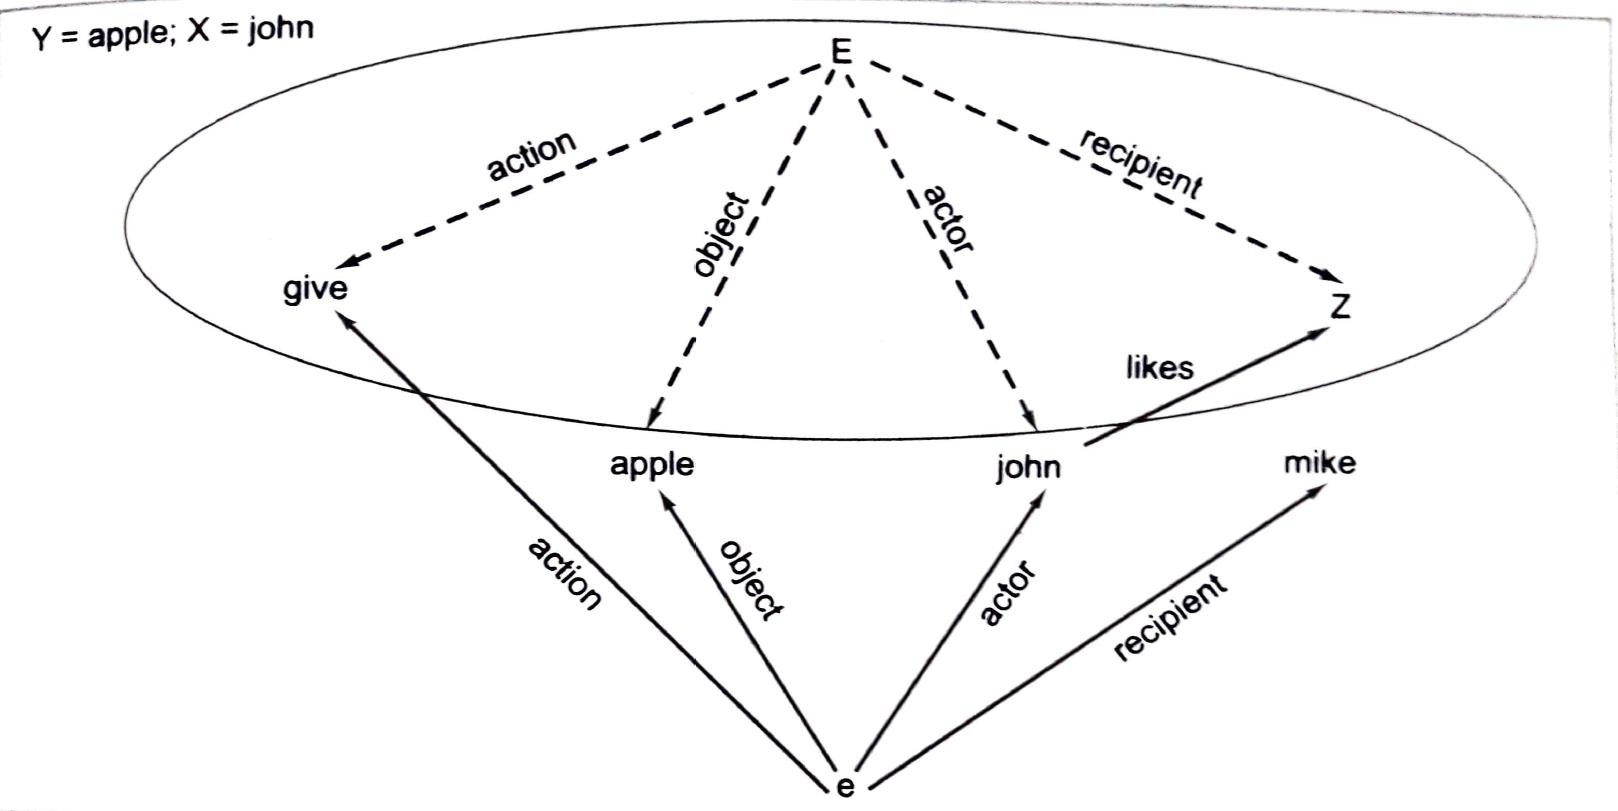 Y = apple; X = john
E
action
object
actor
recipient
give
Z
likes
apple
john
mike
action
object
actor
recipient
e